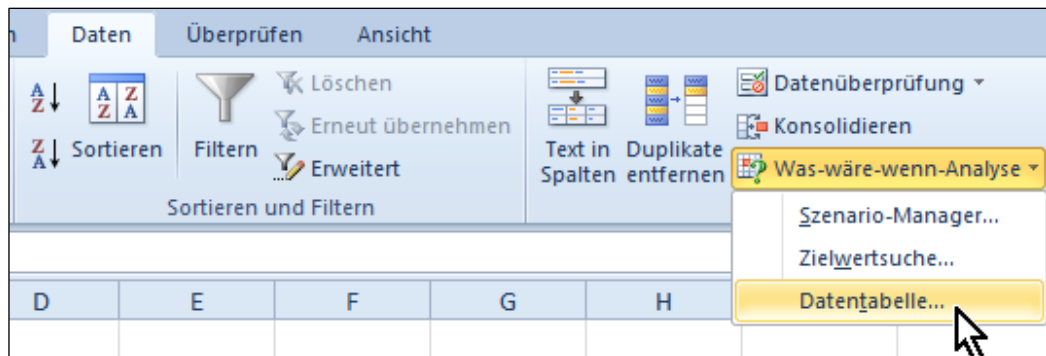 Daten Überprüfen Ansicht
A Z
Z A
A Z
Z A
Sortieren
Filtern
Löschen
Erneut übernehmen
Erweitert
Sortieren und Filtern
Text in
Spalten
Duplikate
entfernen
Datenüberprüfung
Konsolidieren
Was-wäre-wenn-Analyse
Szenario-Manager...
Zielwertsuche...
Datentabelle...
D E F G H